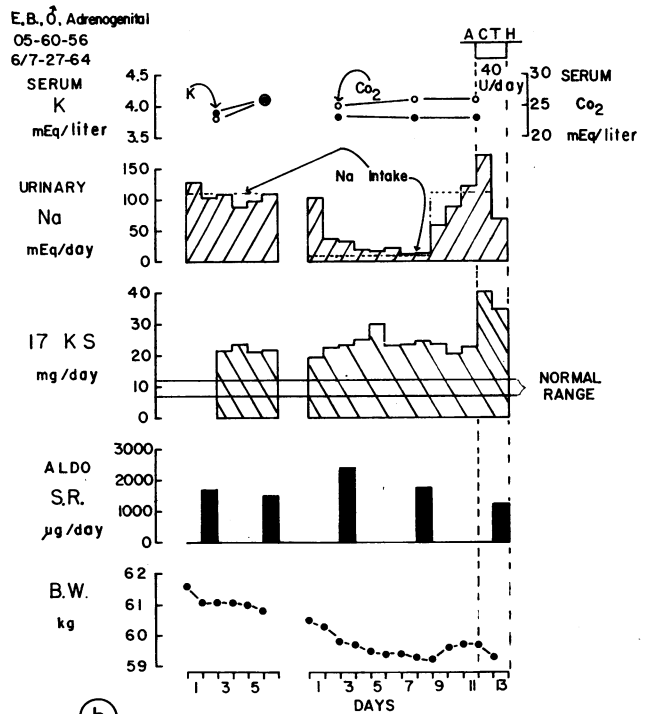 E.B., ♂, Adrenogenital
05-60-56
6/7-27-64
A C T H
40
U/day
SERUM
K
mEq/liter
4.5
4.0
3.5
K
Co2
30
25
20
SERUM
Co2
mEq/liter
URINARY
Na
mEq/day
150
100
50
0
Na Intake
17 KS
mg/day
40
30
20
10
0
NORMAL
RANGE
ALDO
S.R.
µg/day
3000
2000
1000
0
B.W.
kg
62
61
60
59
1 3 5 1 3 5 7 9 11 13
DAYS
b